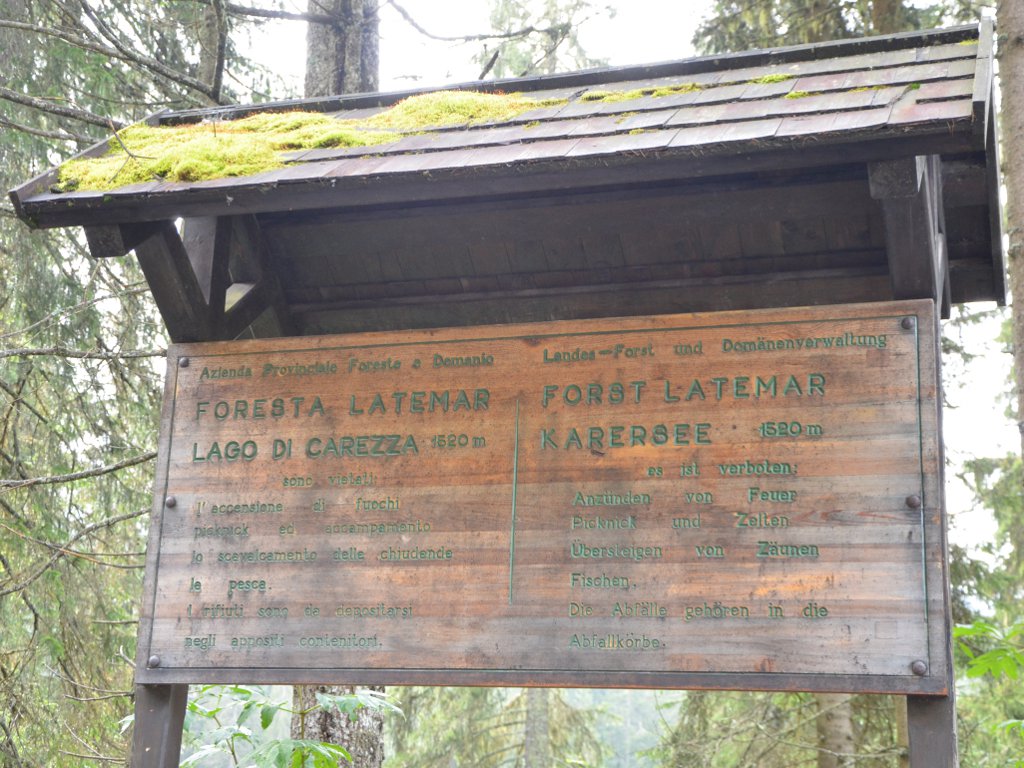 Azienda Provinciale Foreste e Demanio
FORESTA LATEMAR
LAGO DI CAREZZA 1520 m
sono vietati:
l'accensione di fuochi
picknick ed accampamento
lo scavalcamento delle chiudende
la pesca.
I rifiuti sono da depositarsi
negli appositi contenitori.
Landes-Forst und Domänenverwaltung
FORST LATEMAR
KARERSEE 1520 m
es ist verboten:
Anzünden von Feuer
Picknick und Zelten
Übersteigen von Zäunen
Fischen.
Die Abfälle gehören in die
Abfallkörbe.